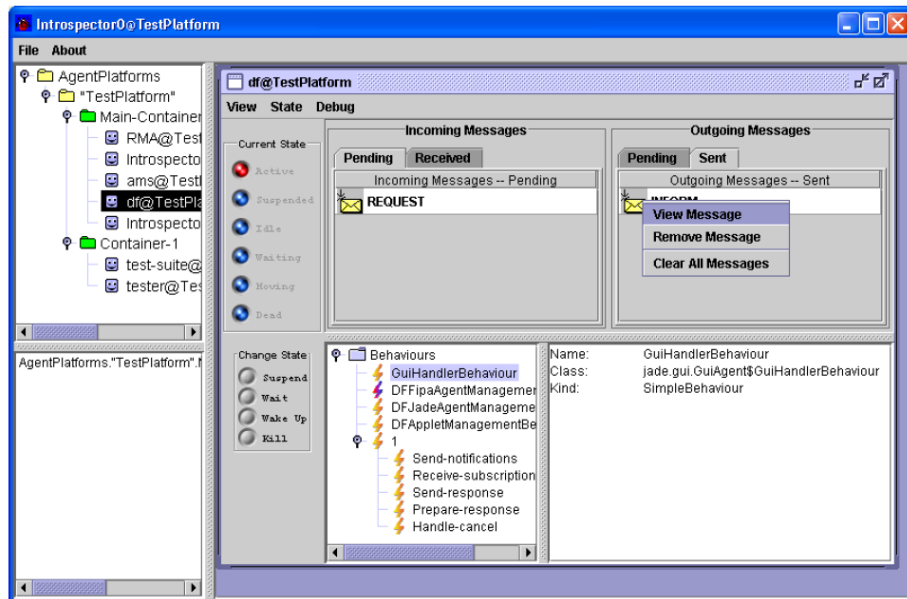 Introspector0@TestPlatform
File About
AgentPlatforms
"TestPlatform"
Main-Container
RMA@Test
Introspecto
ams@Test
df@TestPla
Introspecto
Container-1
test-suite@
tester@Tes
AgentPlatforms."TestPlatform".
df@TestPlatform
View State Debug
Current State
Active
Suspended
Idle
Waiting
Moving
Dead
Incoming Messages
Pending Received
Incoming Messages -- Pending
REQUEST
Outgoing Messages
Pending Sent
Outgoing Messages -- Sent
INFORM
View Message
Remove Message
Clear All Messages
Change State
Suspend
Wait
Wake Up
Kill
Behaviours
GuiHandlerBehaviour
DFFipaAgentManagemen
DFJadeAgentManageme
DFAppletManagementBe
1
Send-notifications
Receive-subscription
Send-response
Prepare-response
Handle-cancel
Name: GuiHandlerBehaviour
Class: jade.gui.GuiAgent$GuiHandlerBehaviour
Kind: SimpleBehaviour